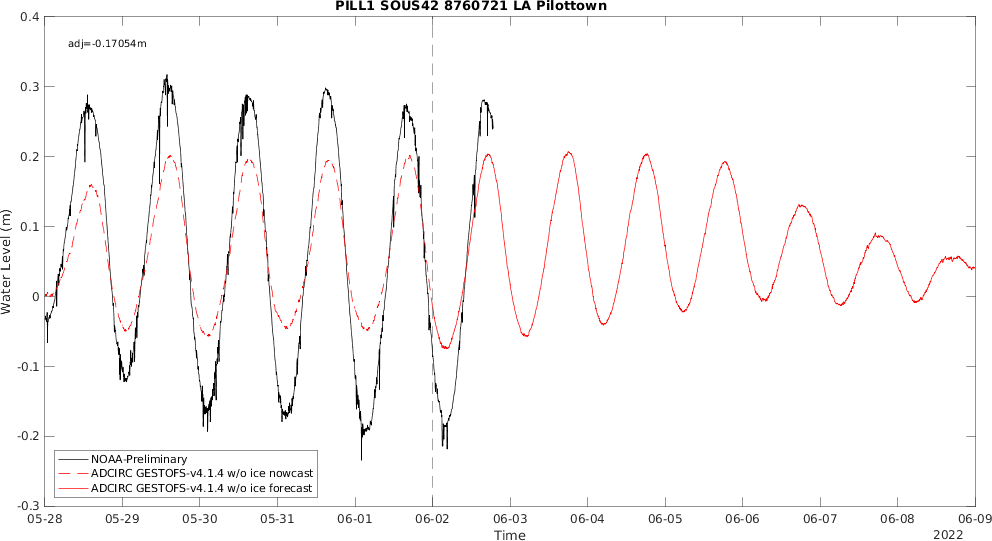 PILL1 SOUS42 8760721 LA Pilottown
adj=-0.17054m
Water Level (m)
0.4
0.3
0.2
0.1
0
-0.1
-0.2
-0.3
NOAA-Preliminary
ADCIRC GESTOFS-v4.1.4 w/o ice nowcast
ADCIRC GESTOFS-v4.1.4 w/o ice forecast
05-28 05-29 05-30 05-31 06-01 06-02 06-03 06-04 06-05 06-06 06-07 06-08 06-09
Time
2022